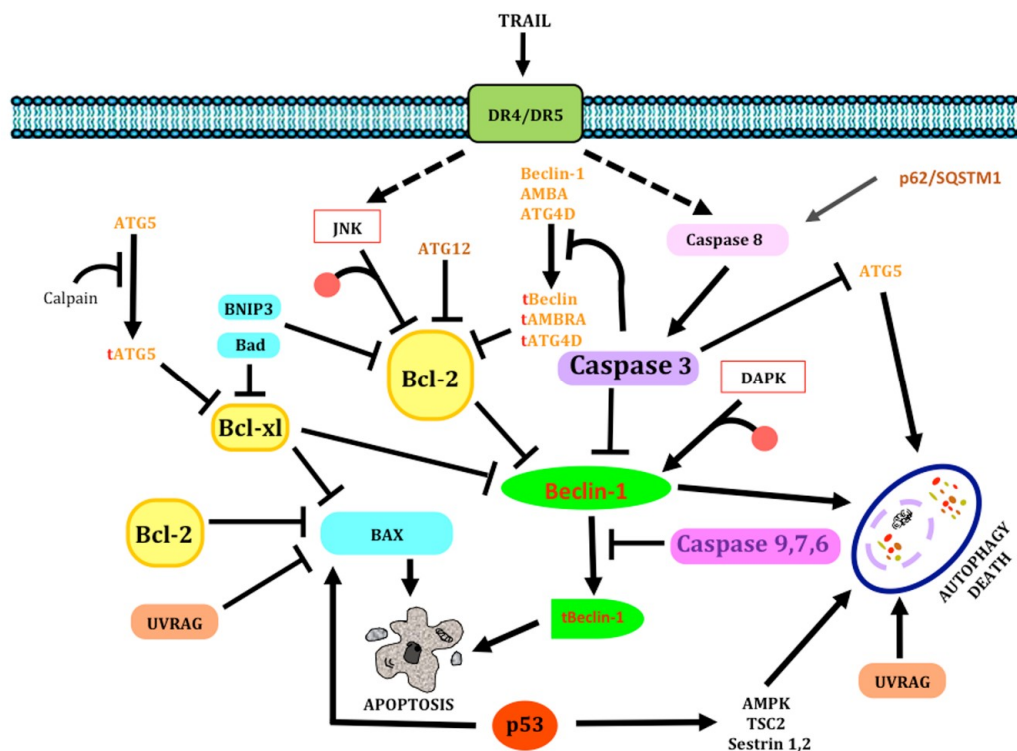 TRAIL
DR4/DR5
Beclin-1
AMBA
ATG4D
p62/SQSTM1
ATG5
JNK
ATG12
Caspase 8
ATG5
Calpain
BNIP3
tBeclin
tAMBRA
tATG4D
Bad
tATG5
Bcl-2
Caspase 3
DAPK
Bcl-xl
Beclin-1
Bcl-2
BAX
Caspase 9,7,6
AUTOPHAGY
DEATH
UVRAG
tBeclin-1
UVRAG
APOPTOSIS
p53
AMPK
TSC2
Sestrin 1,2